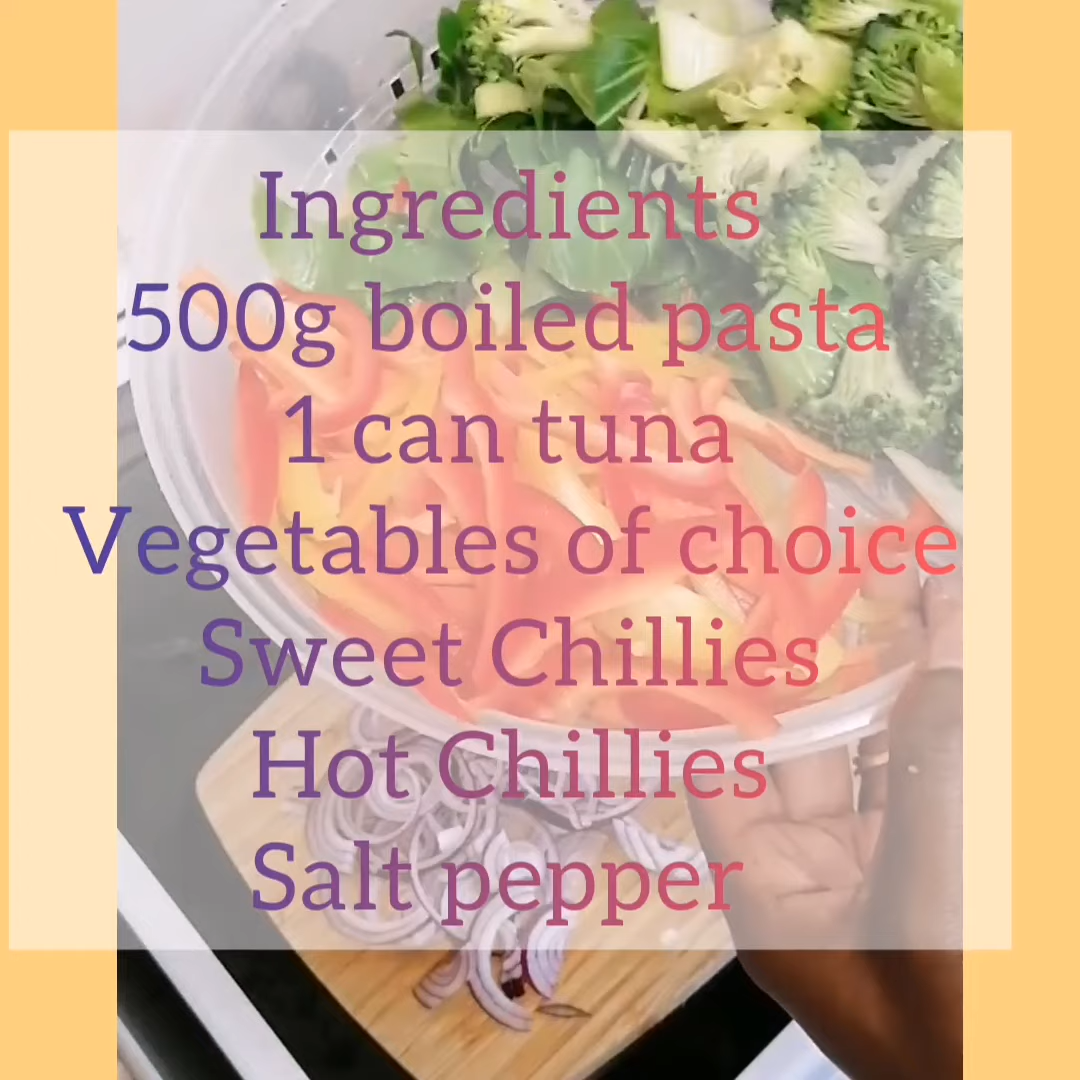 Ingredients
500g boiled pasta
1 can tuna
Vegetables of choice
Sweet Chillies
Hot Chillies
Salt pepper